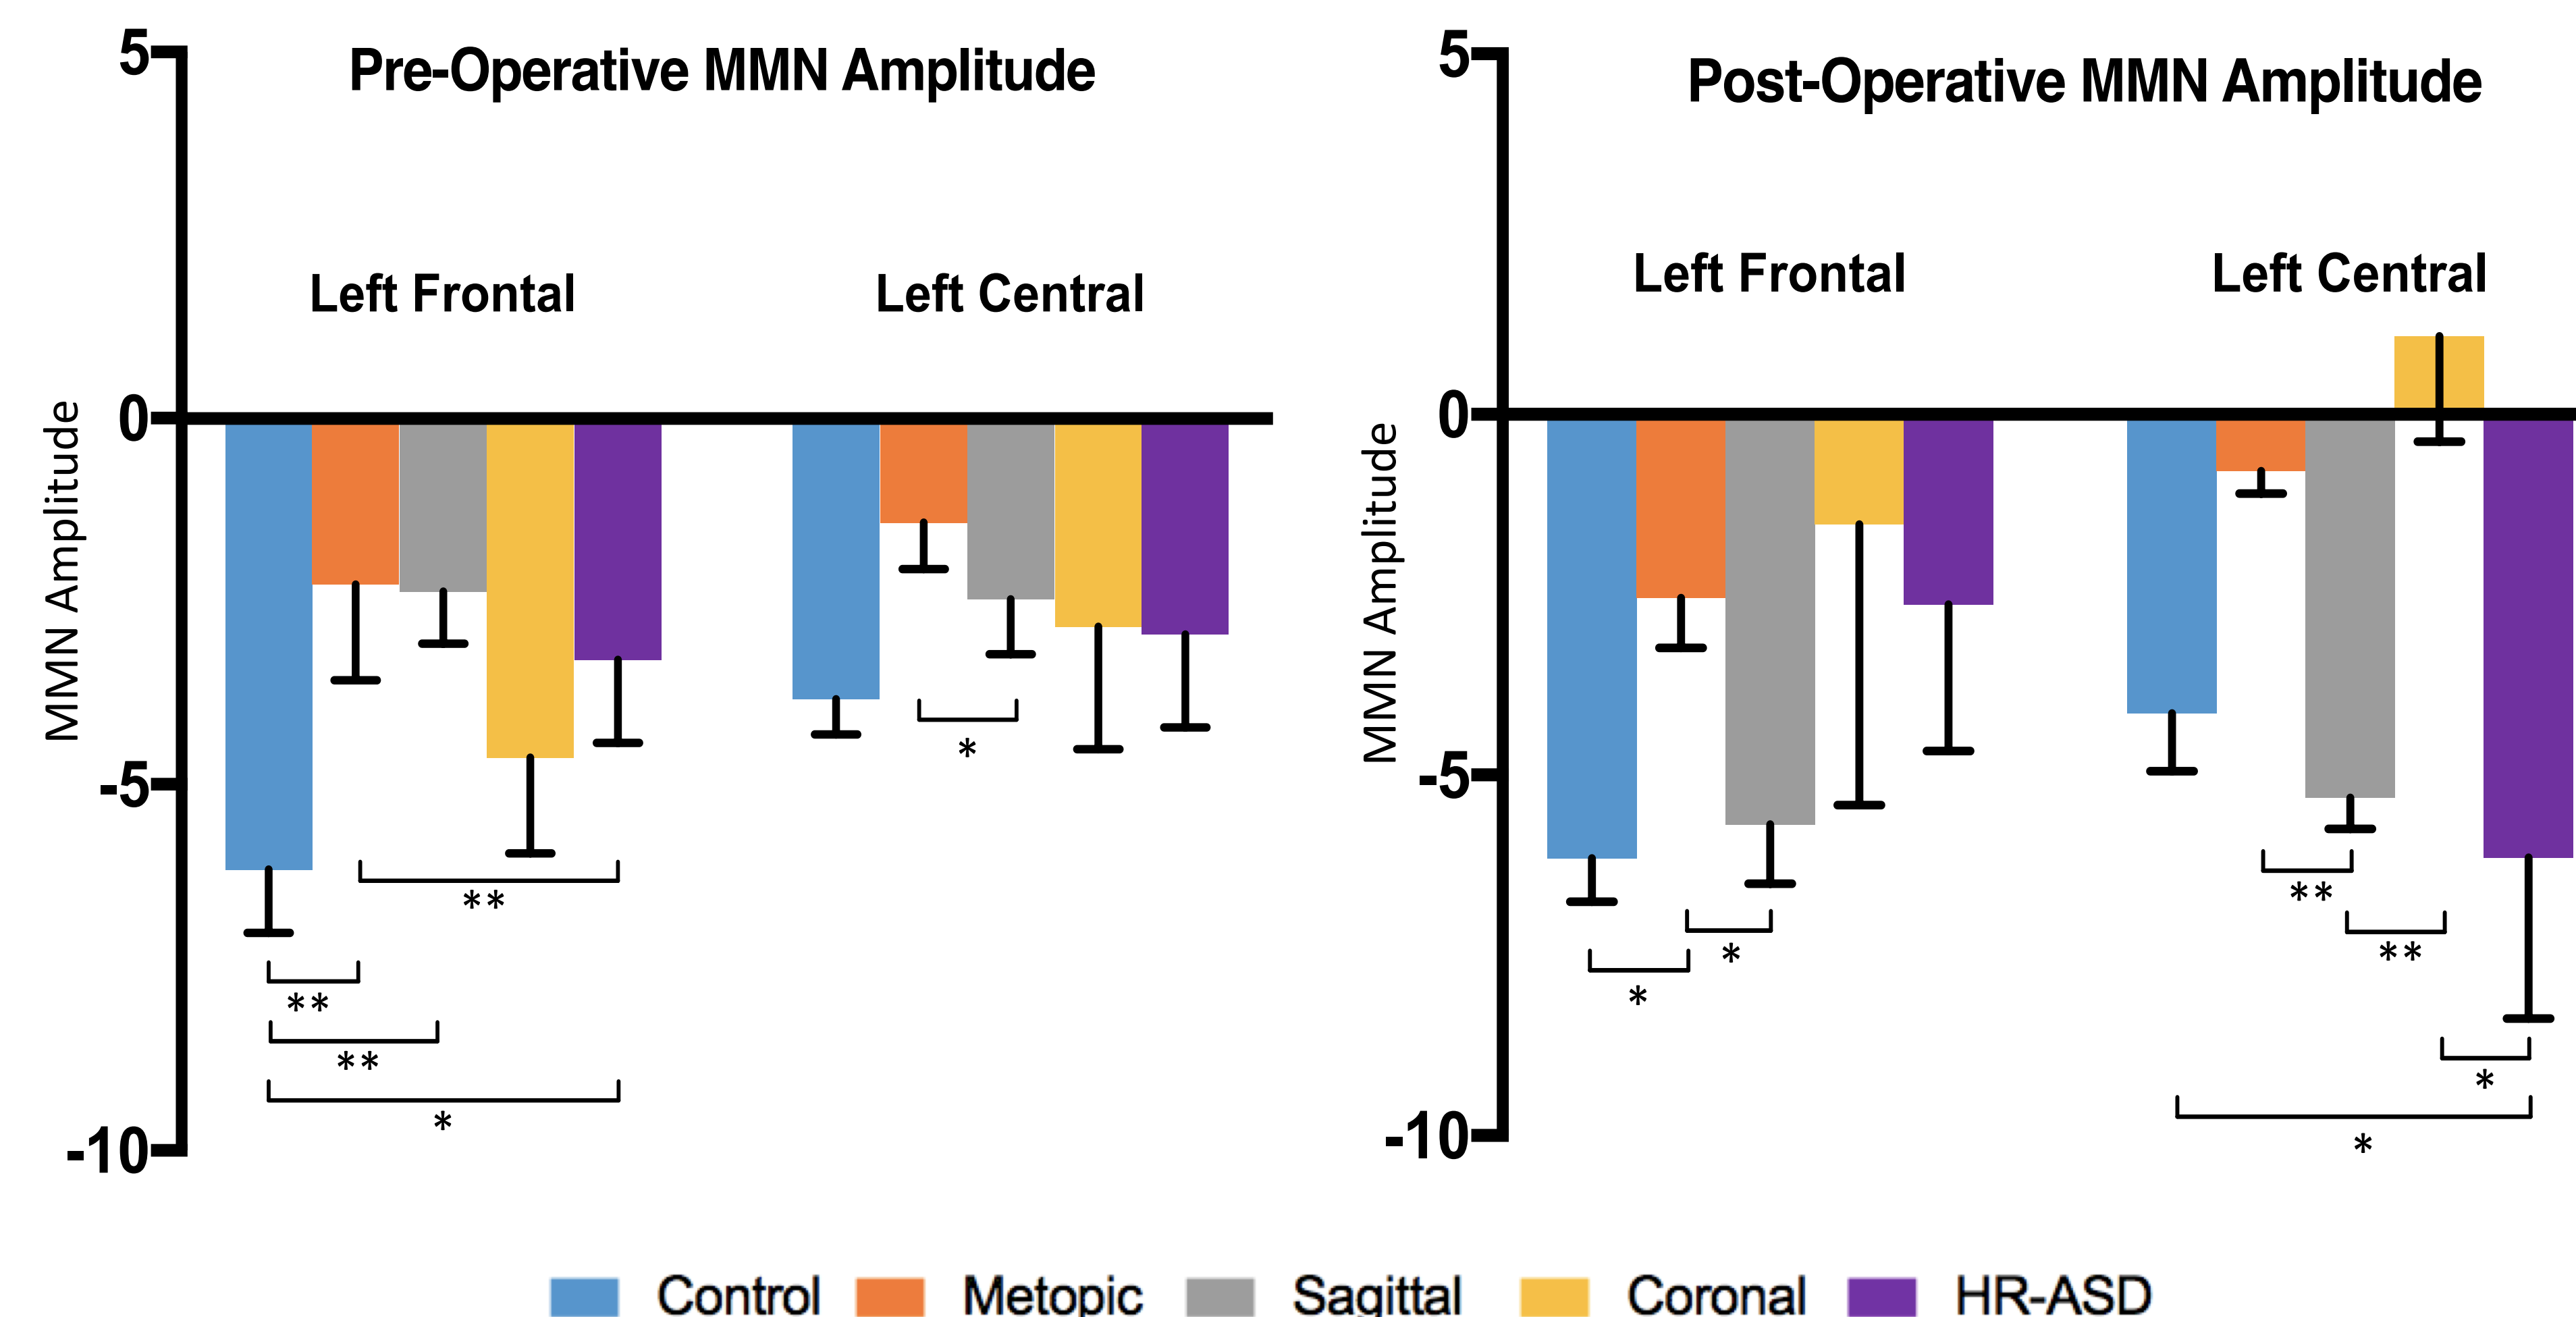 Pre-Operative MMN Amplitude
5
0
-5
-10
MMN Amplitude
Left Frontal
Left Central
**
**
**
*
*
Post-Operative MMN Amplitude
5
0
-5
-10
MMN Amplitude
Left Frontal
Left Central
*
*
**
**
*
*
Control Metopic Sagittal Coronal HR-ASD